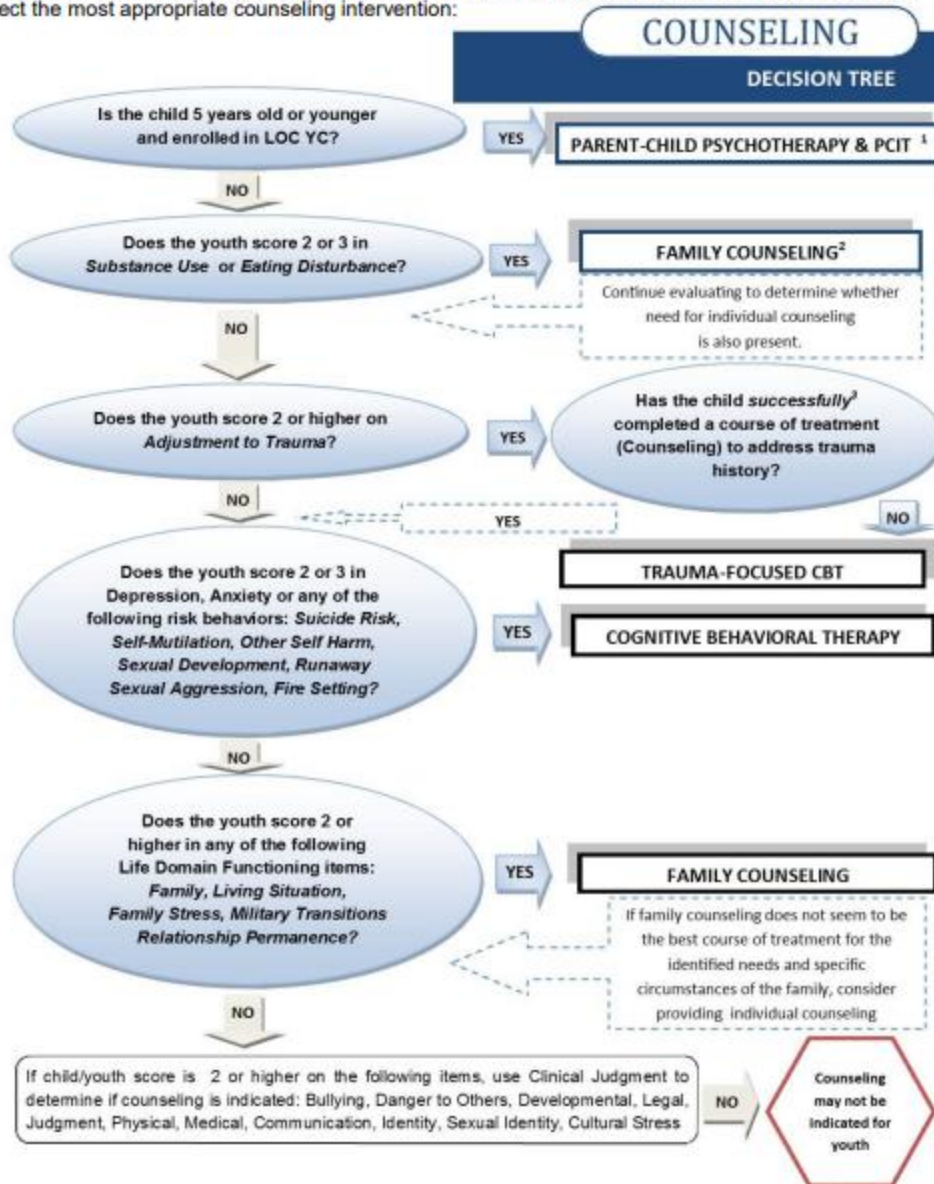 ect the most appropriate counseling intervention:
COUNSELING
DECISION TREE
Is the child 5 years old or younger
and enrolled in LOC YC?
YES
PARENT-CHILD PSYCHOTHERAPY & PCIT ¹
NO
Does the youth score 2 or 3 in
Substance Use or Eating Disturbance?
YES
FAMILY COUNSELING²
Continue evaluating to determine whether
need for individual counseling
is also present.
NO
Does the youth score 2 or higher on
Adjustment to Trauma?
YES
Has the child successfully³
completed a course of treatment
(Counseling) to address trauma
history?
NO
YES
NO
TRAUMA-FOCUSED CBT
Does the youth score 2 or 3 in
Depression, Anxiety or any of the
following risk behaviors: Suicide Risk,
Self-Mutilation, Other Self Harm,
Sexual Development, Runaway
Sexual Aggression, Fire Setting?
YES
COGNITIVE BEHAVIORAL THERAPY
NO
Does the youth score 2 or
higher in any of the following
Life Domain Functioning items:
Family, Living Situation,
Family Stress, Military Transitions
Relationship Permanence?
YES
FAMILY COUNSELING
If family counseling does not seem to be
the best course of treatment for the
identified needs and specific
circumstances of the family, consider
providing individual counseling
NO
If child/youth score is 2 or higher on the following items, use Clinical Judgment to
determine if counseling is indicated: Bullying, Danger to Others, Developmental, Legal,
Judgment, Physical, Medical, Communication, Identity, Sexual Identity, Cultural Stress
NO
Counseling
may not be
indicated for
youth